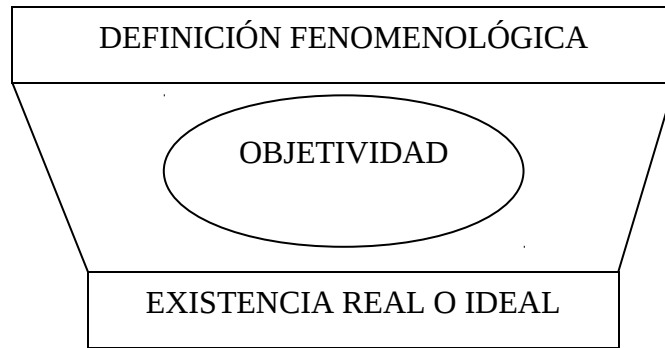 DEFINICIÓN FENOMENOLÓGICA
OBJETIVIDAD
EXISTENCIA REAL O IDEAL